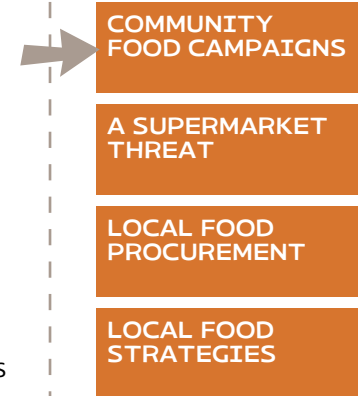 COMMUNITY
FOOD CAMPAIGNS
A SUPERMARKET
THREAT
LOCAL FOOD
PROCUREMENT
LOCAL FOOD
STRATEGIES
s